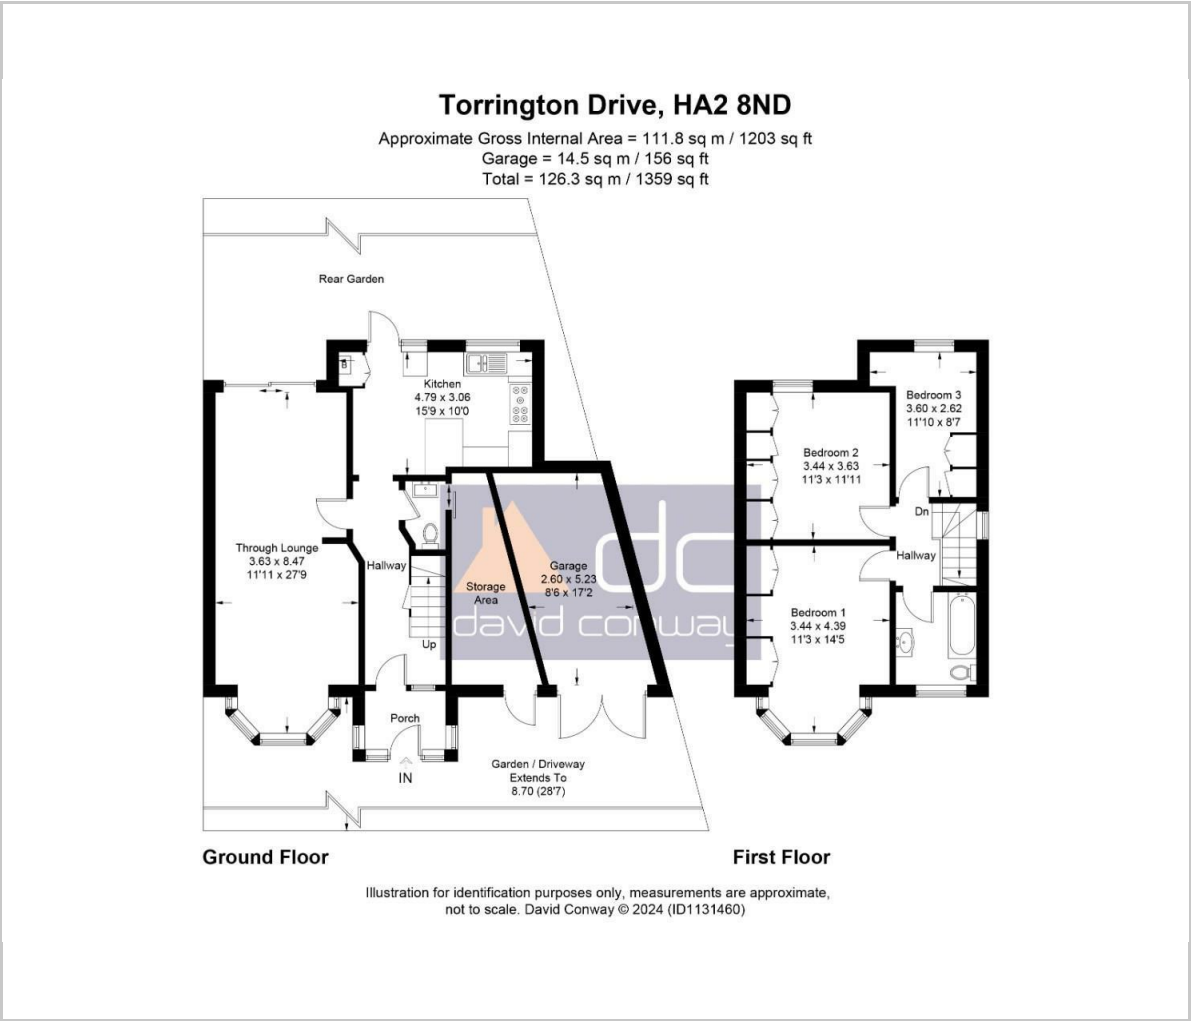 Torrington Drive, HA2 8ND
Approximate Gross Internal Area = 111.8 sq m / 1203 sq ft
Garage = 14.5 sq m / 156 sq ft
Total = 126.3 sq m / 1359 sq ft
Rear Garden
B
Kitchen
4.79 x 3.06
15'9 x 10'0
Through Lounge
3.63 x 8.47
11'11 x 27'9
Hallway
Up
Storage
Area
Garage
2.60 x 5.23
8'6 x 17'2
Porch
IN
Garden / Driveway
Extends To
8.70 (28'7)
Ground Floor
Bedroom 3
3.60 x 2.62
11'10 x 8'7
Bedroom 2
3.44 x 3.63
11'3 x 11'11
Dn
Hallway
Bedroom 1
3.44 x 4.39
11'3 x 14'5
First Floor
dc
david conway
Illustration for identification purposes only, measurements are approximate,
not to scale. David Conway © 2024 (ID1131460)